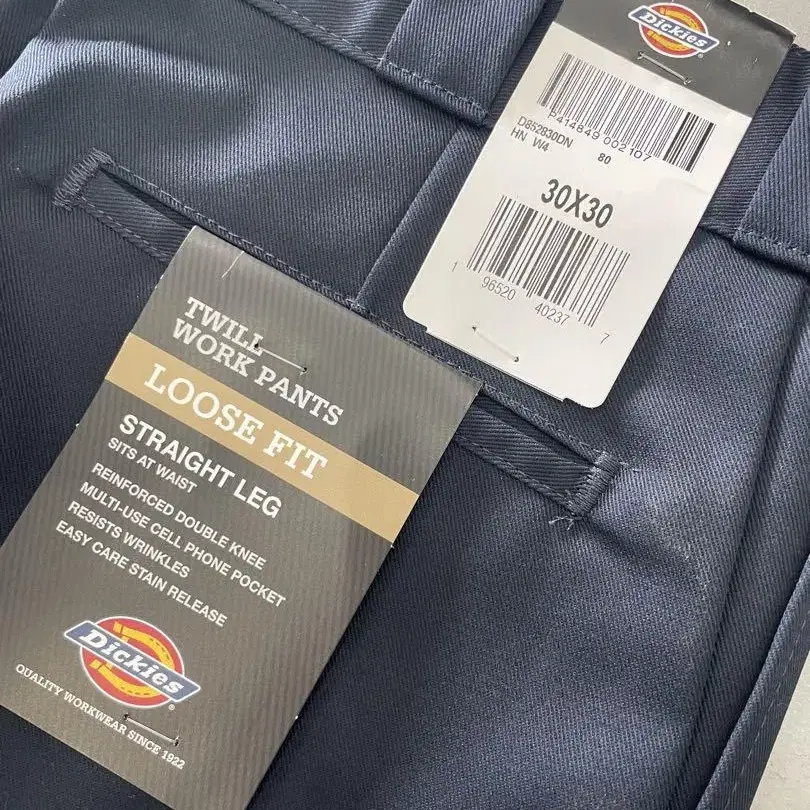 Dickies
P414649 002107
D852830DN
HN W4 80
30X30
1 96520 40237 7
TWILL
WORK PANTS
LOOSE FIT
STRAIGHT LEG
SITS AT WAIST
REINFORCED DOUBLE KNEE
MULTI-USE CELL PHONE POCKET
RESISTS WRINKLES
EASY CARE STAIN RELEASE
Dickies®
QUALITY WORKWEAR SINCE 1922